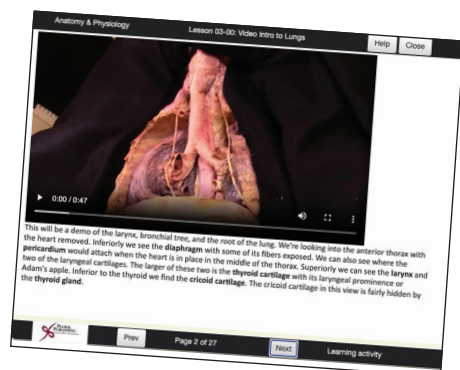 Anatomy & Physiology
Lesson 03-00: Video Intro to Lungs
Help
Close
0:00 / 0:47
This will be a demo of the larynx, bronchial tree, and the root of the lung. We're looking into the anterior thorax with
the heart removed. Inferiorly we see the diaphragm with some of its fibers exposed. We can also see where the
pericardium would attach when the heart is in place in the middle of the thorax. Superiorly we can see the larynx and
two of the laryngeal cartilages. The larger of these two is the thyroid cartilage with its laryngeal prominence or
Adam's apple. Inferior to the thyroid we find the cricoid cartilage. The cricoid cartilage in this view is fairly hidden by
the thyroid gland.
PLURAL
PUBLISHING
Prev
Page 2 of 27
Next
Learning activity